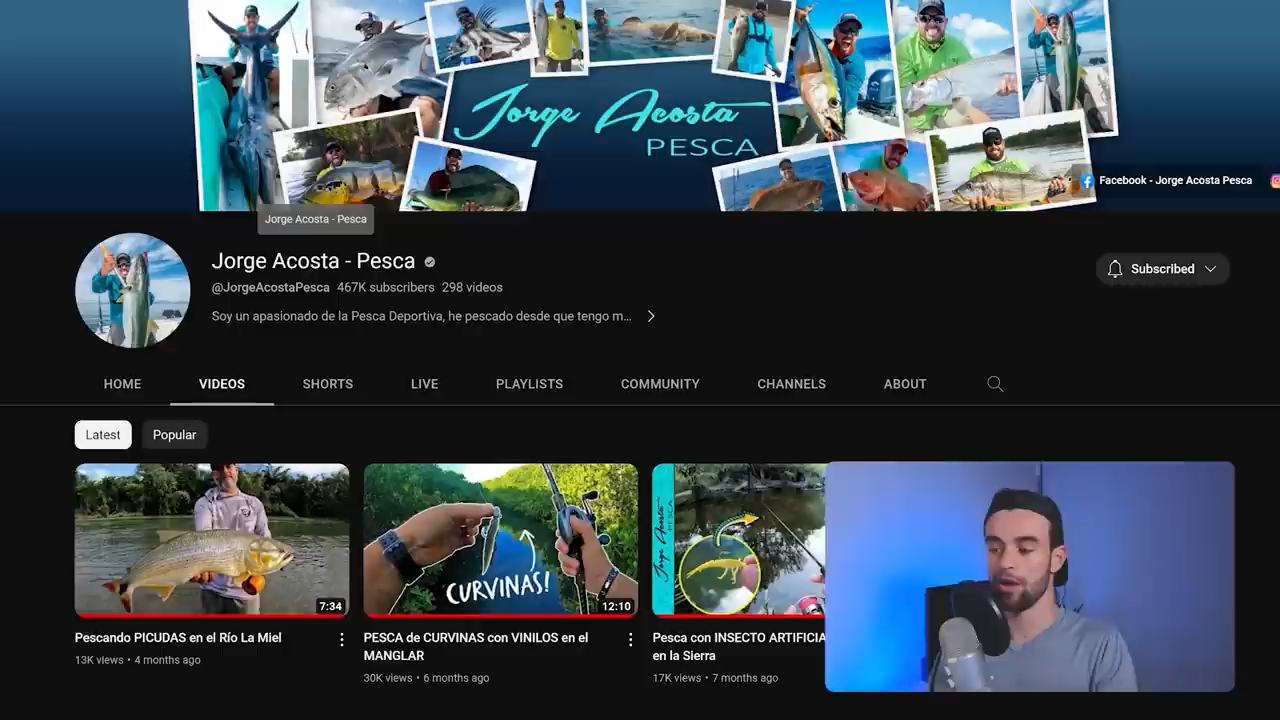 Jorge Acosta
PESCA
Facebook - Jorge Acosta Pesca
Jorge Acosta - Pesca
Jorge Acosta - Pesca
@JorgeAcostaPesca 467K subscribers 298 videos
Subscribed
Soy un apasionado de la Pesca Deportiva, he pescado desde que tengo m...
HOME VIDEOS SHORTS LIVE PLAYLISTS COMMUNITY CHANNELS ABOUT
Latest Popular
Jorge Acosta
PESCA
CURVINAS!
7:34
12:10
Pescando PICUDAS en el Río La Miel
13K views • 4 months ago
PESCA de CURVINAS con VINILOS en el
MANGLAR
30K views • 6 months ago
Pesca con INSECTO ARTIFICIA
en la Sierra
17K views • 7 months ago